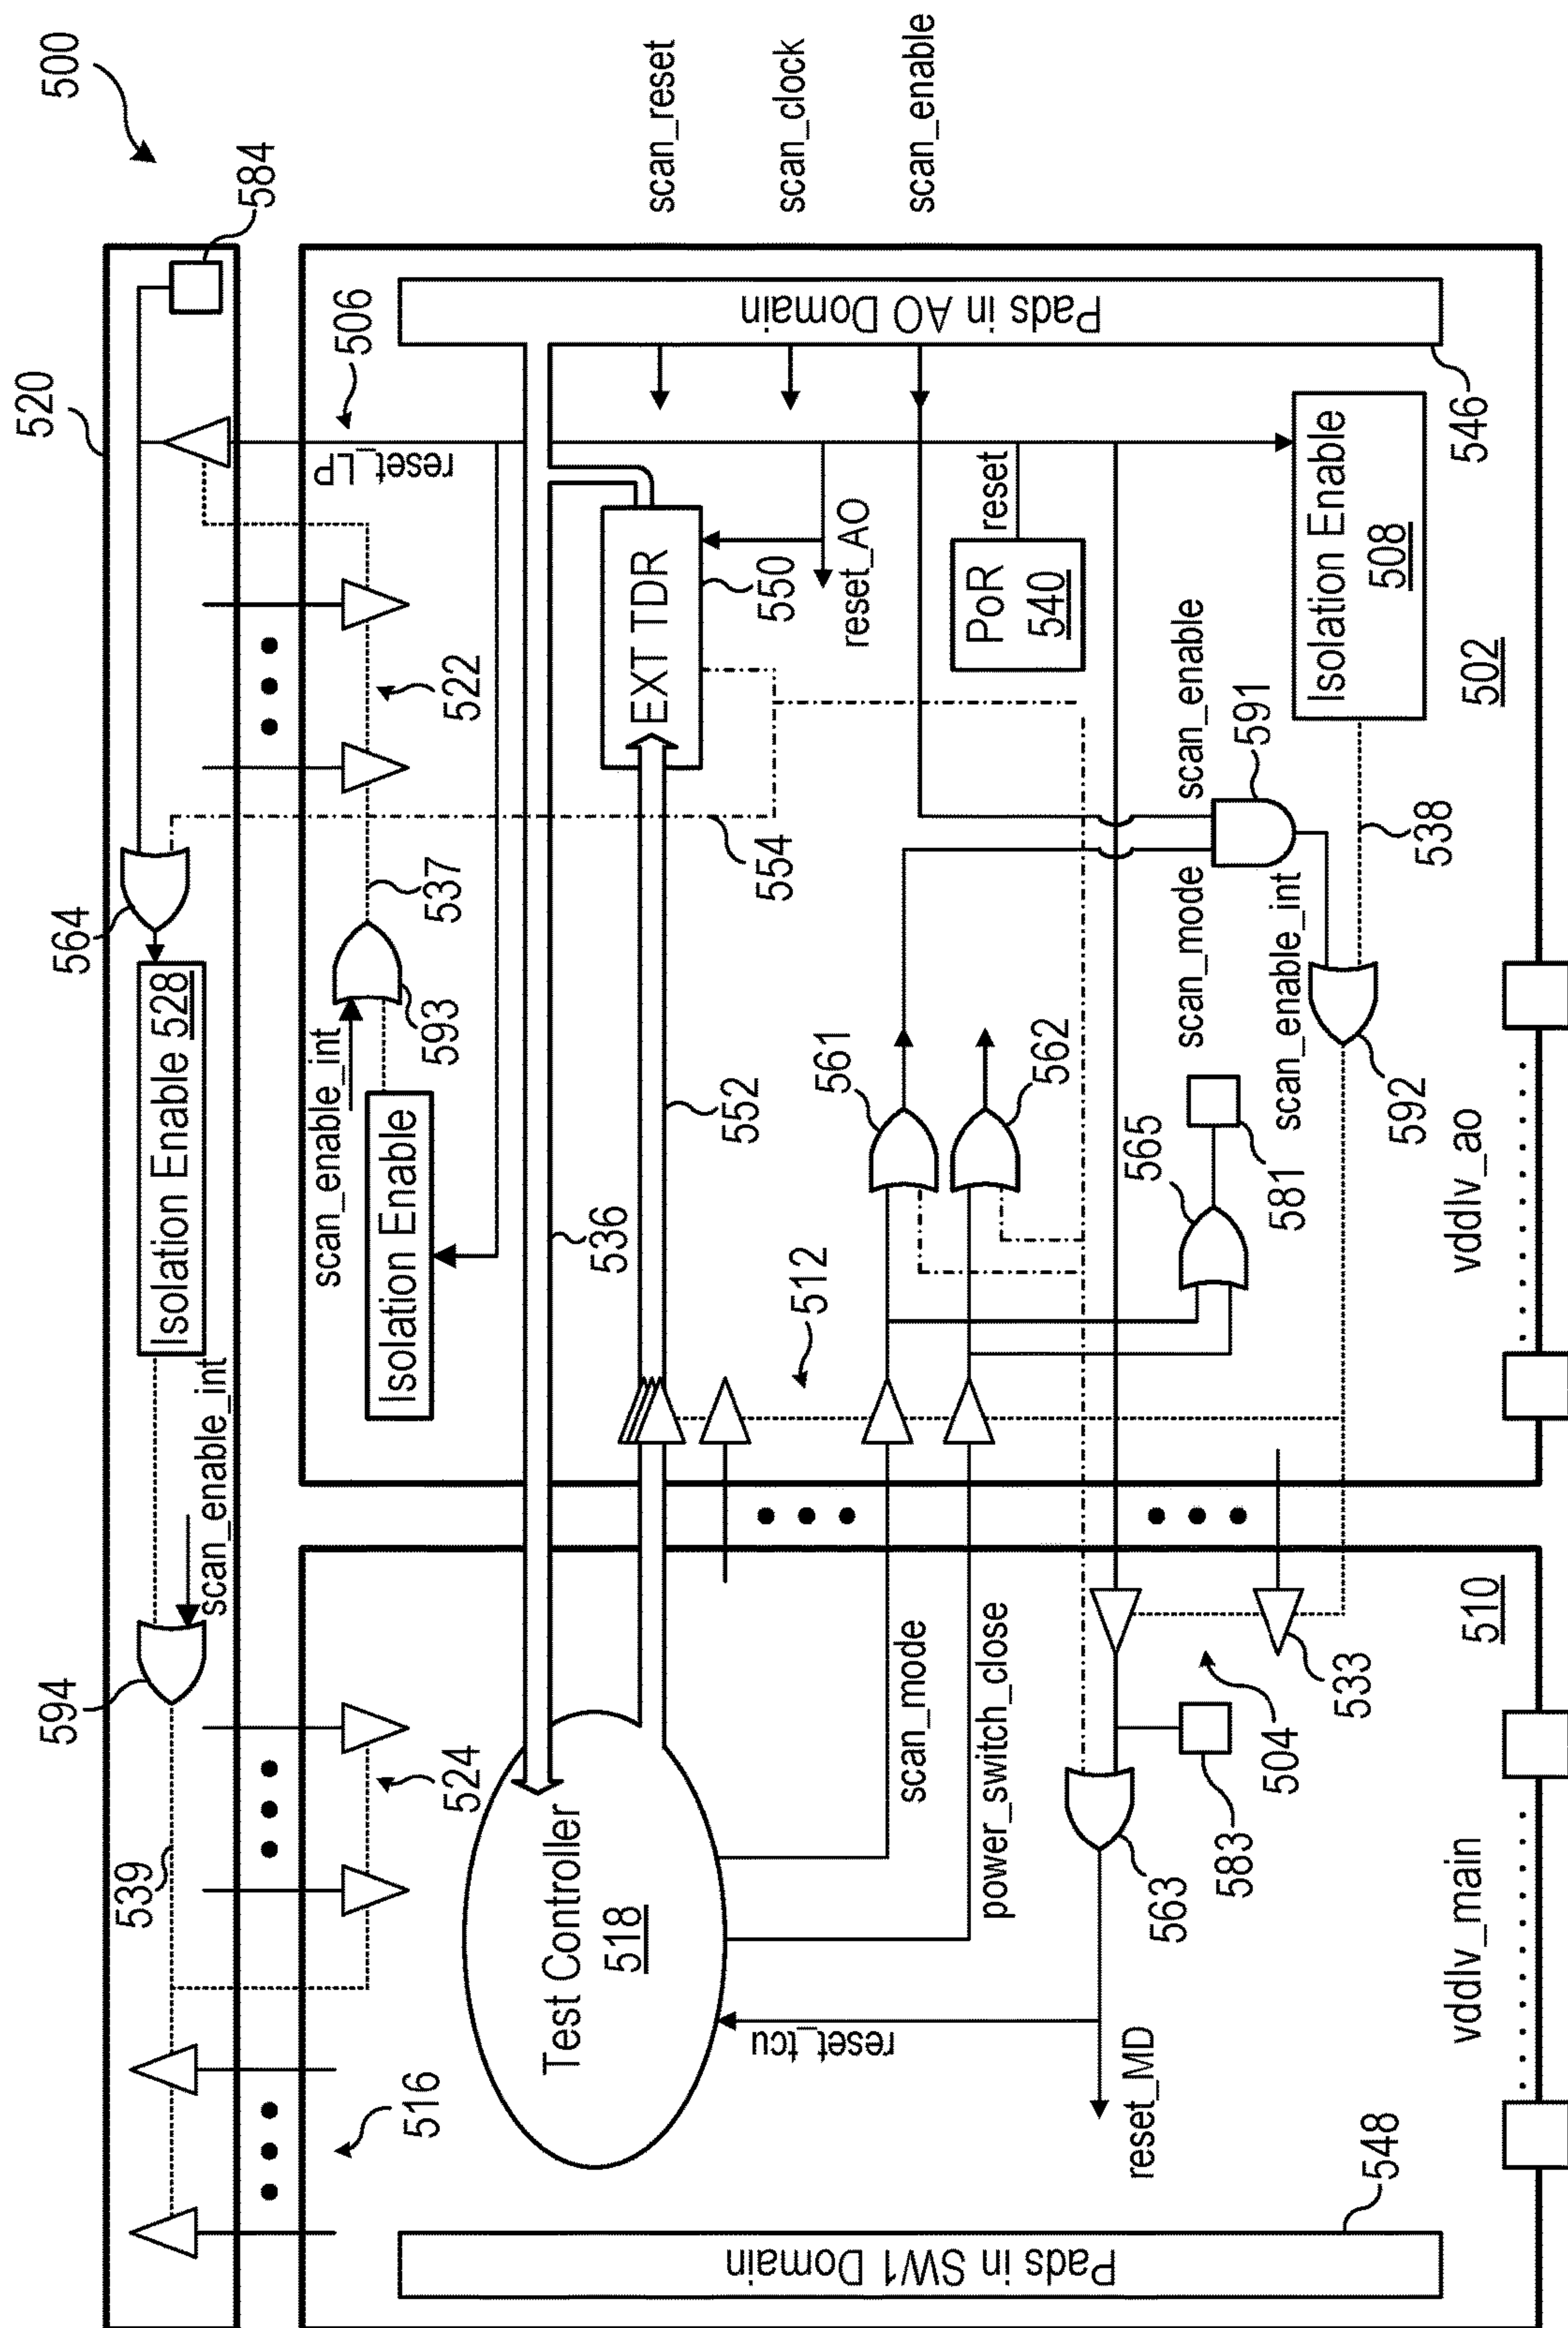 500
520
584
564
Isolation Enable 528
scan_enable_int
594
539
516
524
522
506
reset_LP
537
593
scan_enable_int
Isolation Enable
536
552
554
EXT TDR
550
reset_AO
Test Controller
518
scan_reset
scan_clock
scan_enable
Pads in AO Domain
546
PoR
540
reset
Isolation Enable
508
502
538
591
scan_enable
scan_mode
scan_enable_int
592
561
562
565
581
512
vddlv_ao
scan_mode
power_switch_close
510
533
504
583
563
reset_tcu
reset_MD
vddlv_main
Pads in SW1 Domain
548